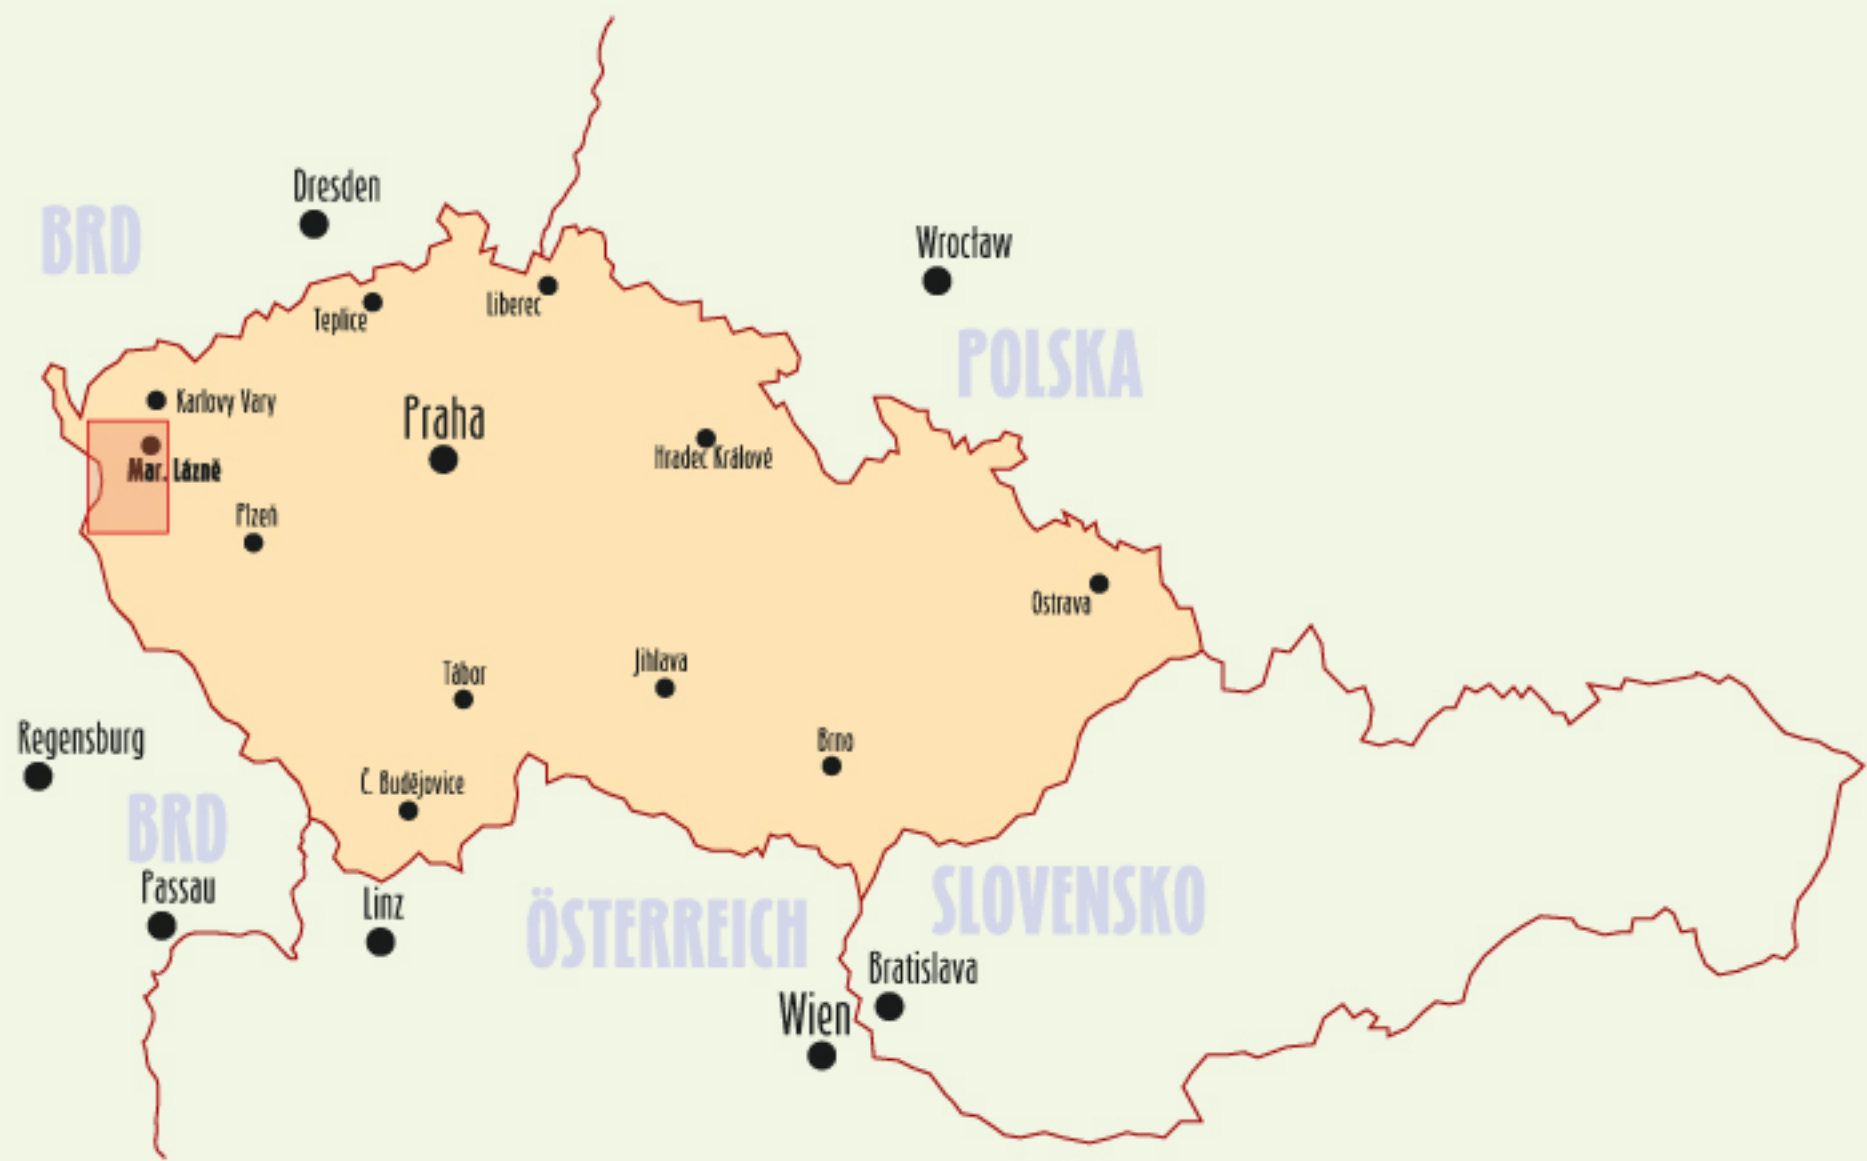 Dresden
BRD
Wrocław
Liberec
Teplice
POLSKA
Karlovy Vary
Praha
Hradec Králové
Mar. Lázně
Plzeň
Ostrava
Jihlava
Tábor
Regensburg
Brno
Č. Budějovice
BRD
Passau
Linz
SLOVENSKO
ÖSTERREICH
Bratislava
Wien